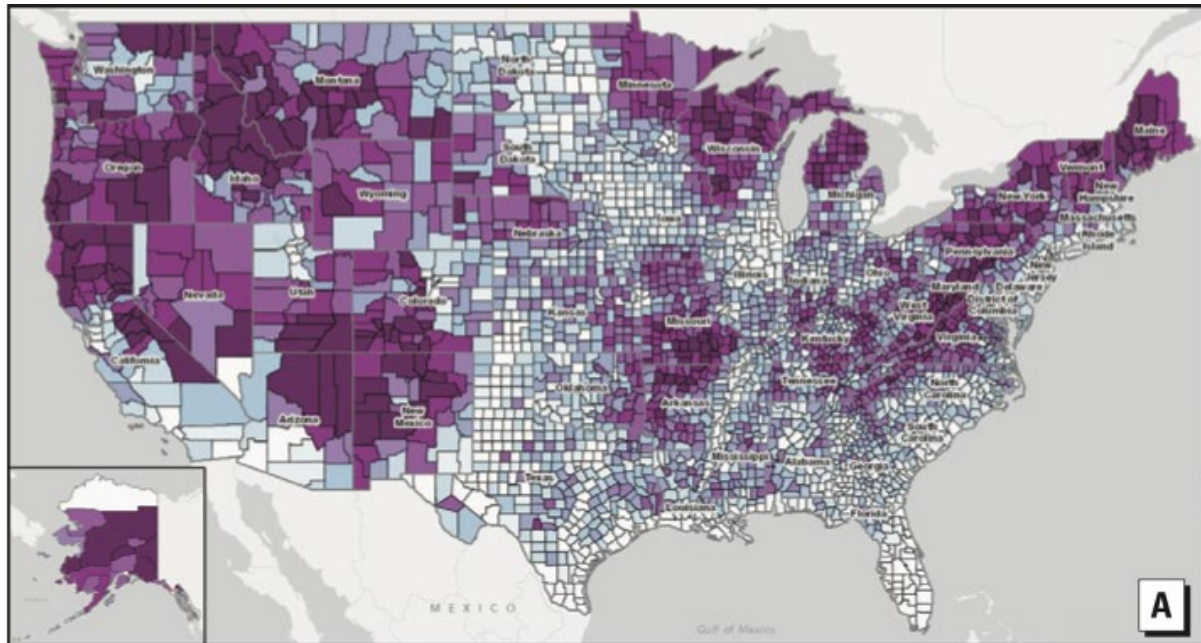 Washington
Montana
North
Dakota
Minnesota
Maine
Oregon
Idaho
South
Dakota
Wisconsin
Vermont
Wyoming
Michigan
New York
New
Hampshire
Massachusetts
Rhode
Island
Nebraska
Iowa
Pennsylvania
New
Jersey
Nevada
Utah
Colorado
Illinois
Indiana
Ohio
Maryland
Delaware
District of
Columbia
West
Virginia
Kansas
Missouri
Kentucky
Virginia
California
Tennessee
North
Carolina
Oklahoma
Arkansas
Arizona
New
Mexico
South
Carolina
Mississippi
Alabama
Georgia
Texas
Louisiana
Florida
MEXICO
Gulf of Mexico
A